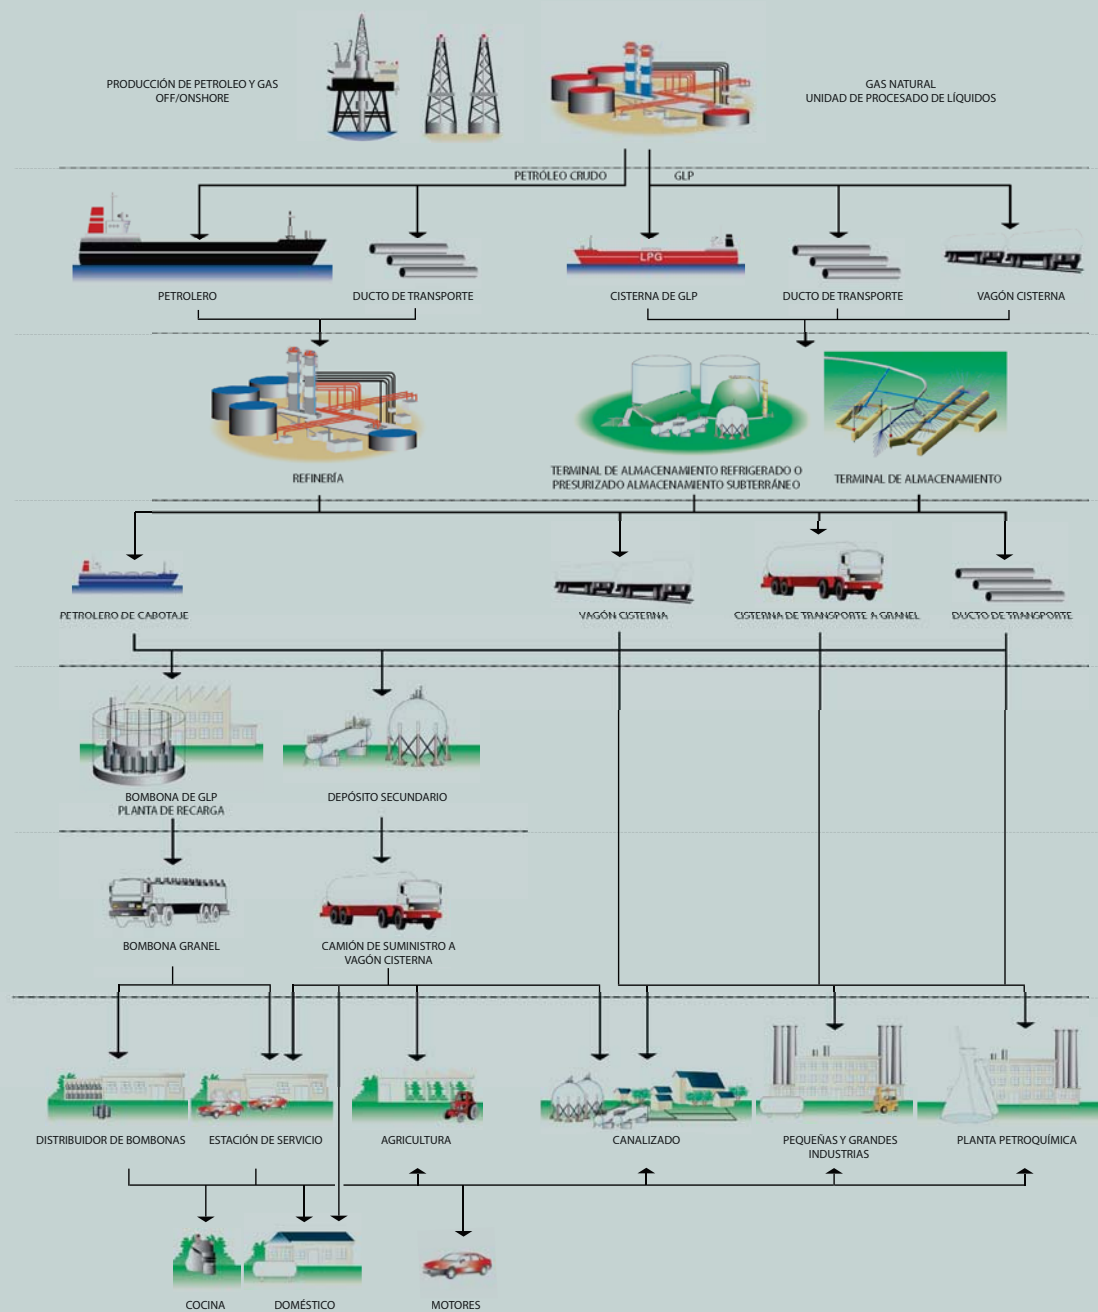 PRODUCCIÓN DE PETROLEO Y GAS
OFF/ONSHORE
GAS NATURAL
UNIDAD DE PROCESADO DE LÍQUIDOS
PETRÓLEO CRUDO
GLP
LPG
PETROLERO
DUCTO DE TRANSPORTE
CISTERNA DE GLP
DUCTO DE TRANSPORTE
VAGÓN CISTERNA
REFINERÍA
TERMINAL DE ALMACENAMIENTO REFRIGERADO O
PRESURIZADO ALMACENAMIENTO SUBTERRÁNEO
TERMINAL DE ALMACENAMIENTO
PETROLERO DE CABOTAJE
VAGÓN CISTERNA
CISTERNA DE TRANSPORTE A GRANEL
DUCTO DE TRANSPORTE
BOMBONA DE GLP
PLANTA DE RECARGA
DEPÓSITO SECUNDARIO
BOMBONA GRANEL
CAMIÓN DE SUMINISTRO A
VAGÓN CISTERNA
DISTRIBUIDOR DE BOMBONAS
ESTACIÓN DE SERVICIO
AGRICULTURA
CANALIZADO
PEQUEÑAS Y GRANDES
INDUSTRIAS
PLANTA PETROQUÍMICA
COCINA
DOMÉSTICO
MOTORES